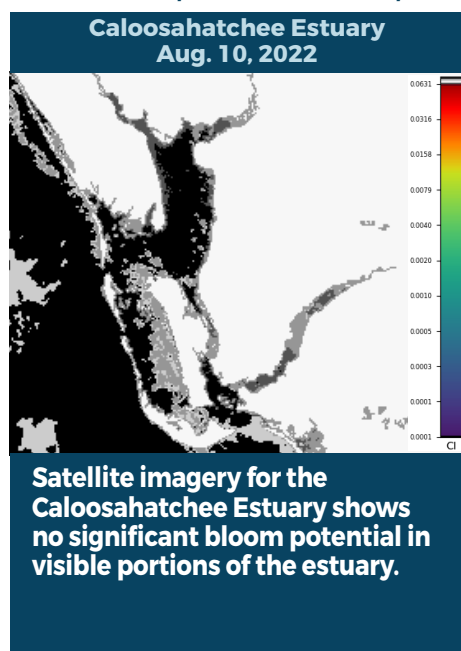 Caloosahatchee Estuary
Aug. 10, 2022
0.0631
0.0316
0.0158
0.0079
0.0040
0.0020
0.0010
0.0005
0.0003
0.0001
0.0001
CI
Satellite imagery for the
Caloosahatchee Estuary shows
no significant bloom potential in
visible portions of the estuary.